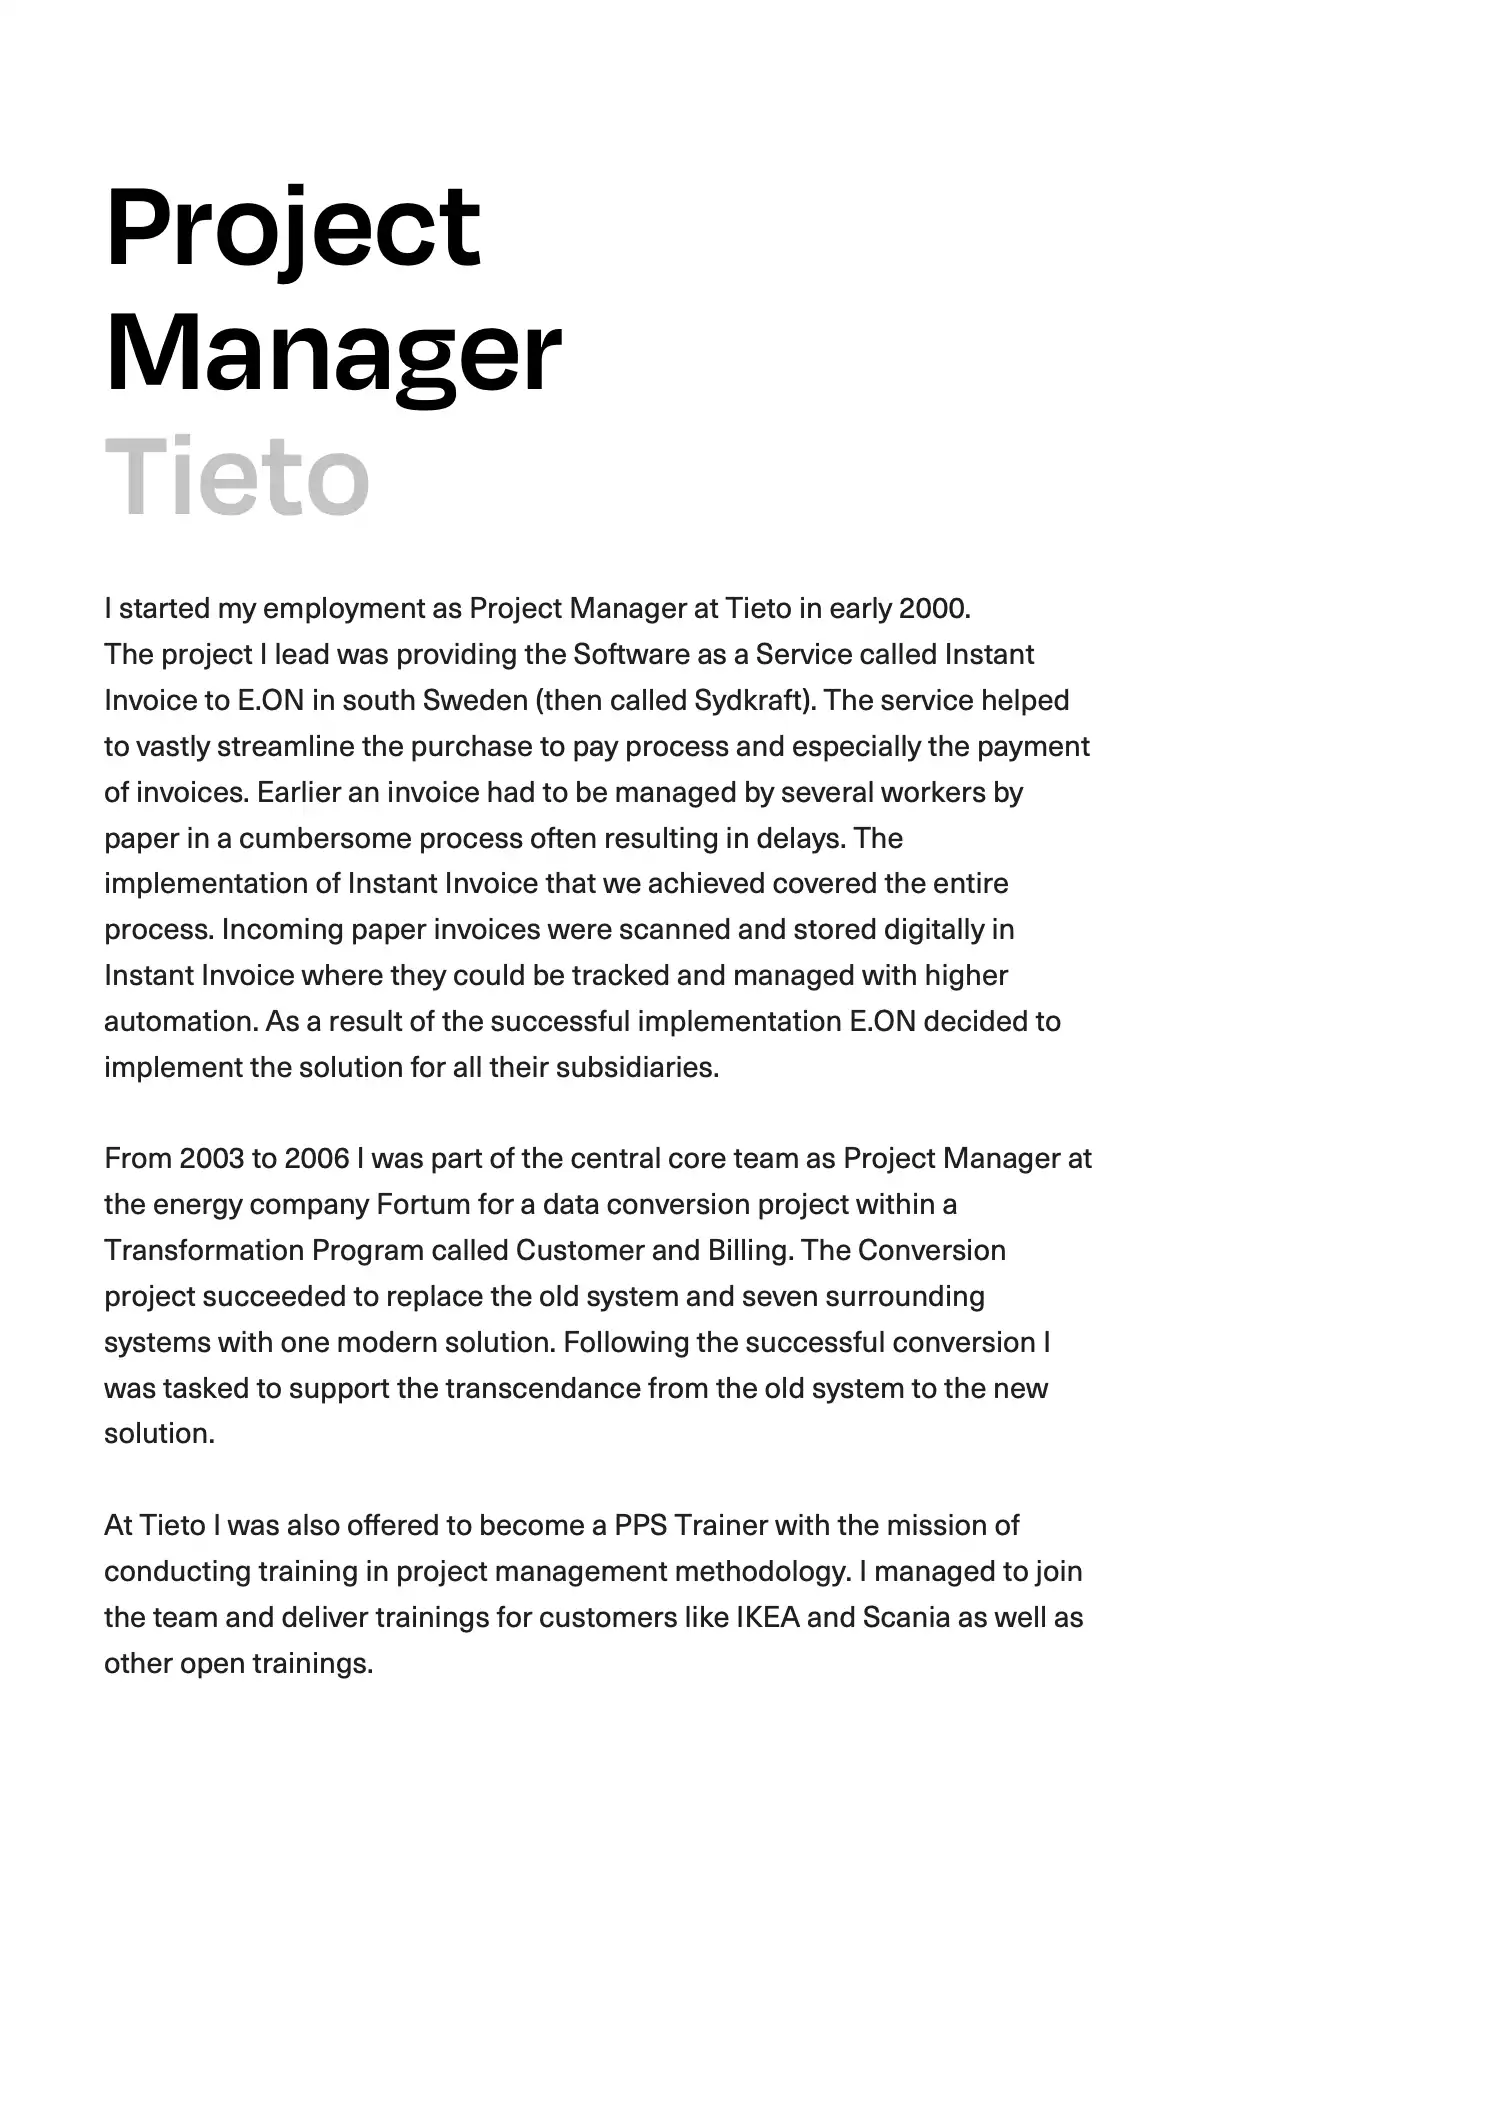 Project
Manager
Tieto
I started my employment as Project Manager at Tieto in early 2000.
The project I lead was providing the Software as a Service called Instant
Invoice to E.ON in south Sweden (then called Sydkraft). The service helped
to vastly streamline the purchase to pay process and especially the payment
of invoices. Earlier an invoice had to be managed by several workers by
paper in a cumbersome process often resulting in delays. The
implementation of Instant Invoice that we achieved covered the entire
process. Incoming paper invoices were scanned and stored digitally in
Instant Invoice where they could be tracked and managed with higher
automation. As a result of the successful implementation E.ON decided to
implement the solution for all their subsidiaries.
From 2003 to 2006 I was part of the central core team as Project Manager at
the energy company Fortum for a data conversion project within a
Transformation Program called Customer and Billing. The Conversion
project succeeded to replace the old system and seven surrounding
systems with one modern solution. Following the successful conversion I
was tasked to support the transcendance from the old system to the new
solution.
At Tieto I was also offered to become a PPS Trainer with the mission of
conducting training in project management methodology. I managed to join
the team and deliver trainings for customers like IKEA and Scania as well as
other open trainings.